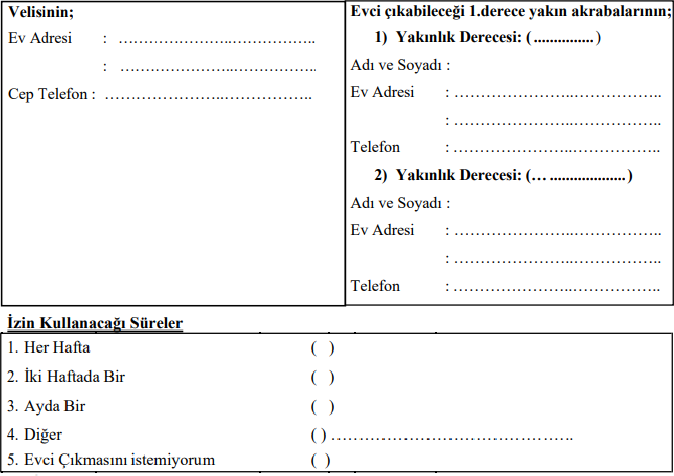 Velisinin;
Ev Adresi : …………………..……………..
: …………………..……………..
Cep Telefon : …………………..……………..
Evci çıkabileceği 1.derece yakın akrabalarının;
1) Yakınlık Derecesi: ( ............... )
Adı ve Soyadı :
Ev Adresi : …………………..……………..
: …………………..……………..
Telefon : …………………..……………..
2) Yakınlık Derecesi: (… ................... )
Adı ve Soyadı :
Ev Adresi : …………………..……………..
: …………………..……………..
Telefon : …………………..……………..
İzin Kullanacağı Süreler
1. Her Hafta ( )
2. İki Haftada Bir ( )
3. Ayda Bir ( )
4. Diğer ( ) ……………………………………….
5. Evci Çıkmasını istemiyorum ( )